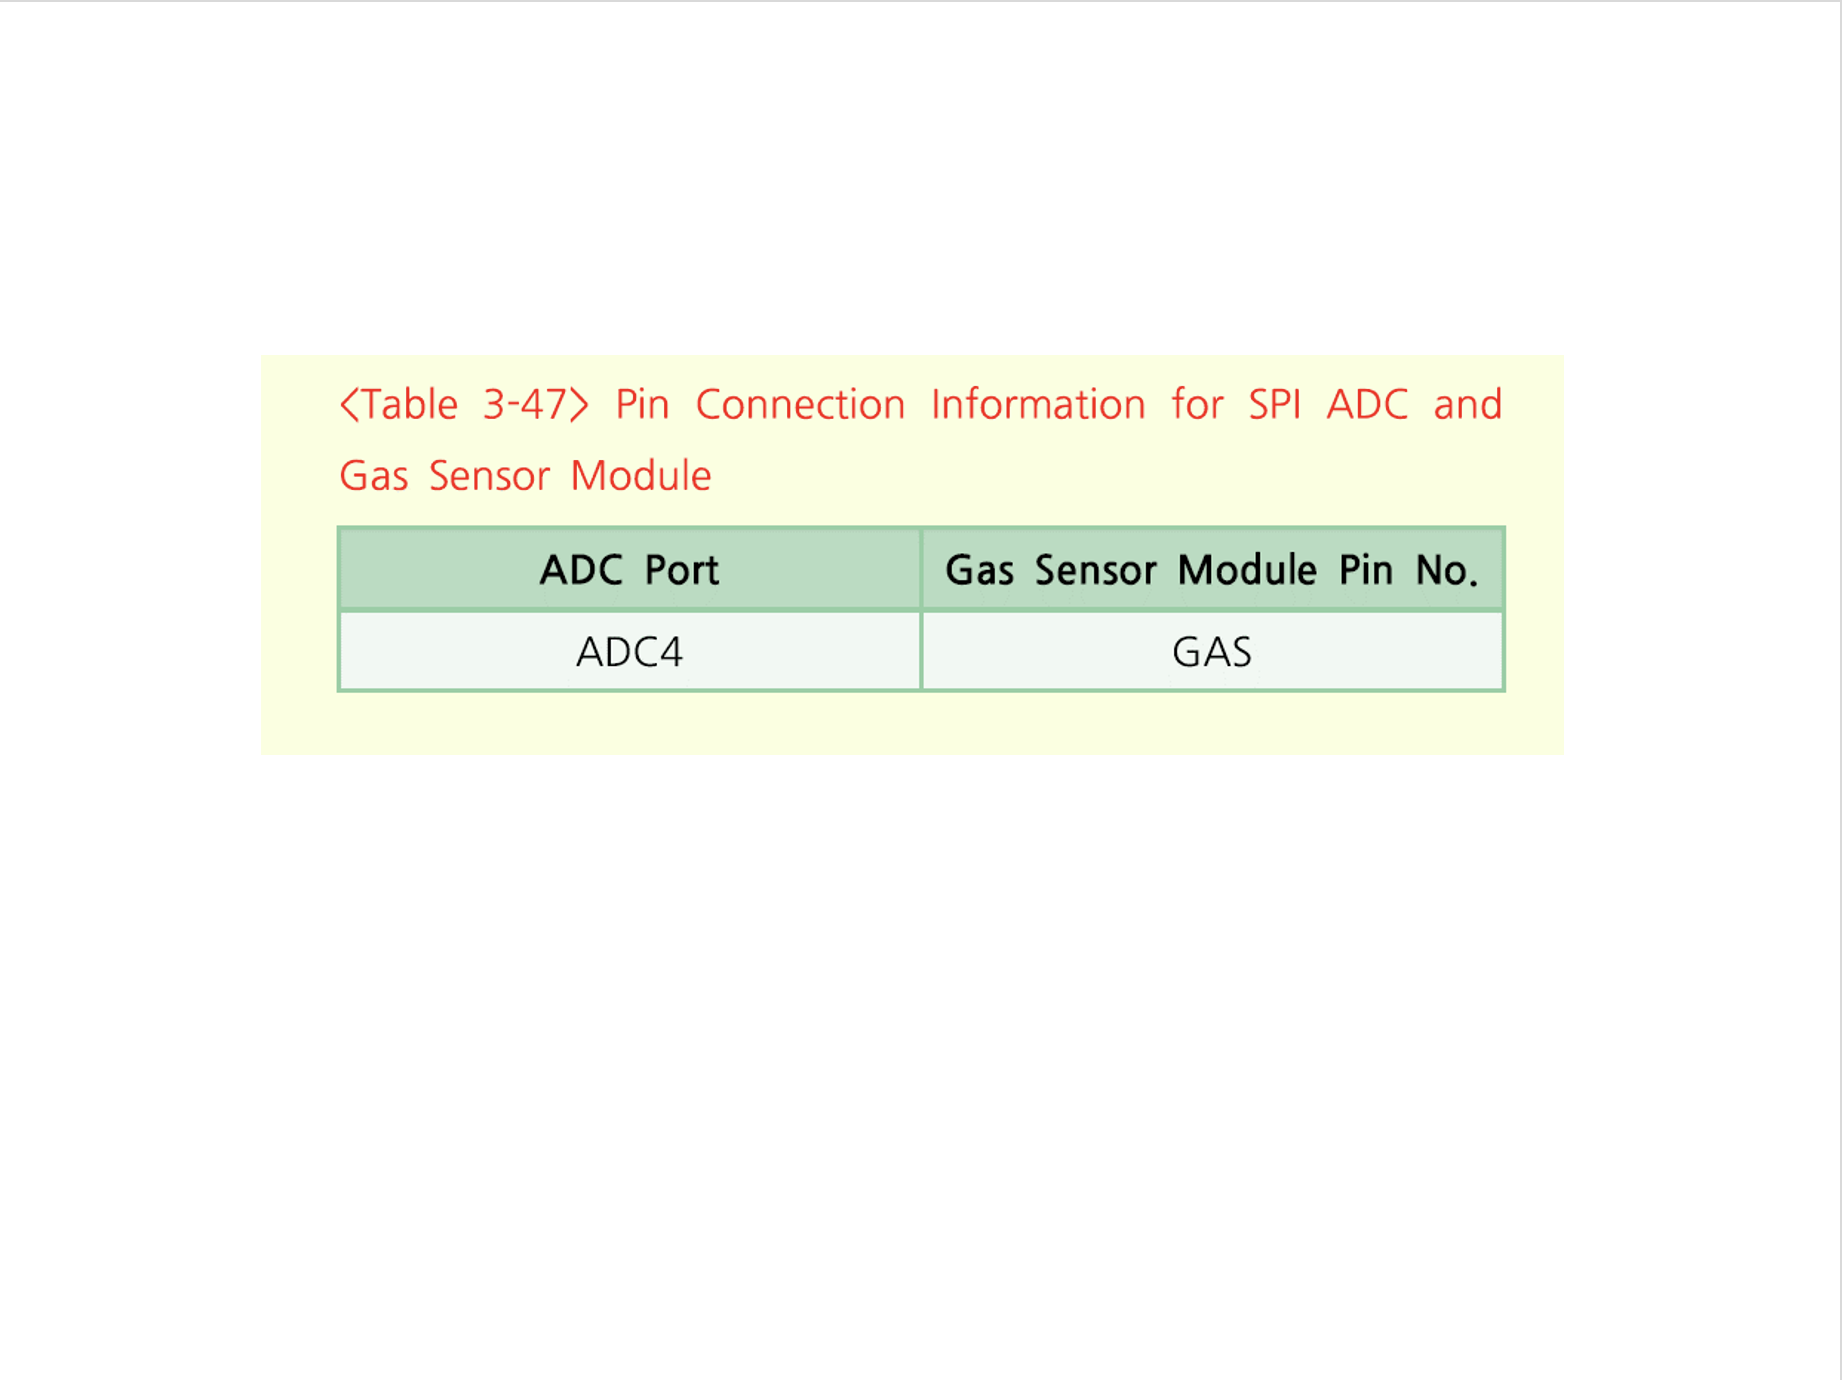 <Table 3-47> Pin Connection Information for SPI ADC and
Gas Sensor Module
ADC Port Gas Sensor Module Pin No.
ADC4 GAS